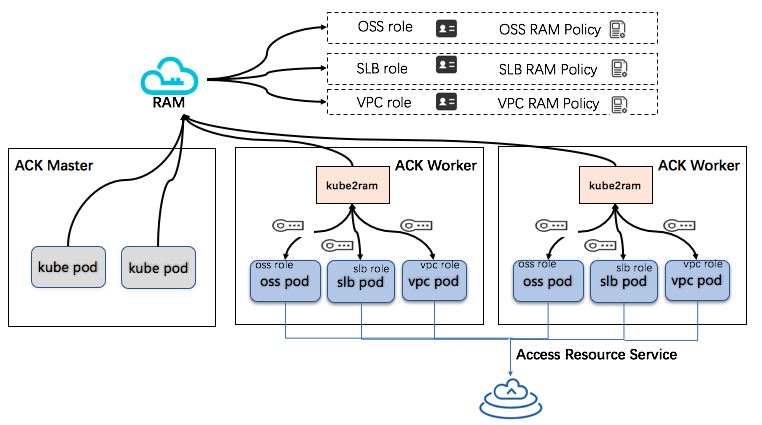 OSS role OSS RAM Policy
SLB role SLB RAM Policy
VPC role VPC RAM Policy
RAM
ACK Master
kube pod
kube pod
ACK Worker
kube2ram
oss role
oss pod
slb role
slb pod
vpc role
vpc pod
ACK Worker
kube2ram
oss role
oss pod
slb role
slb pod
vpc role
vpc pod
Access Resource Service